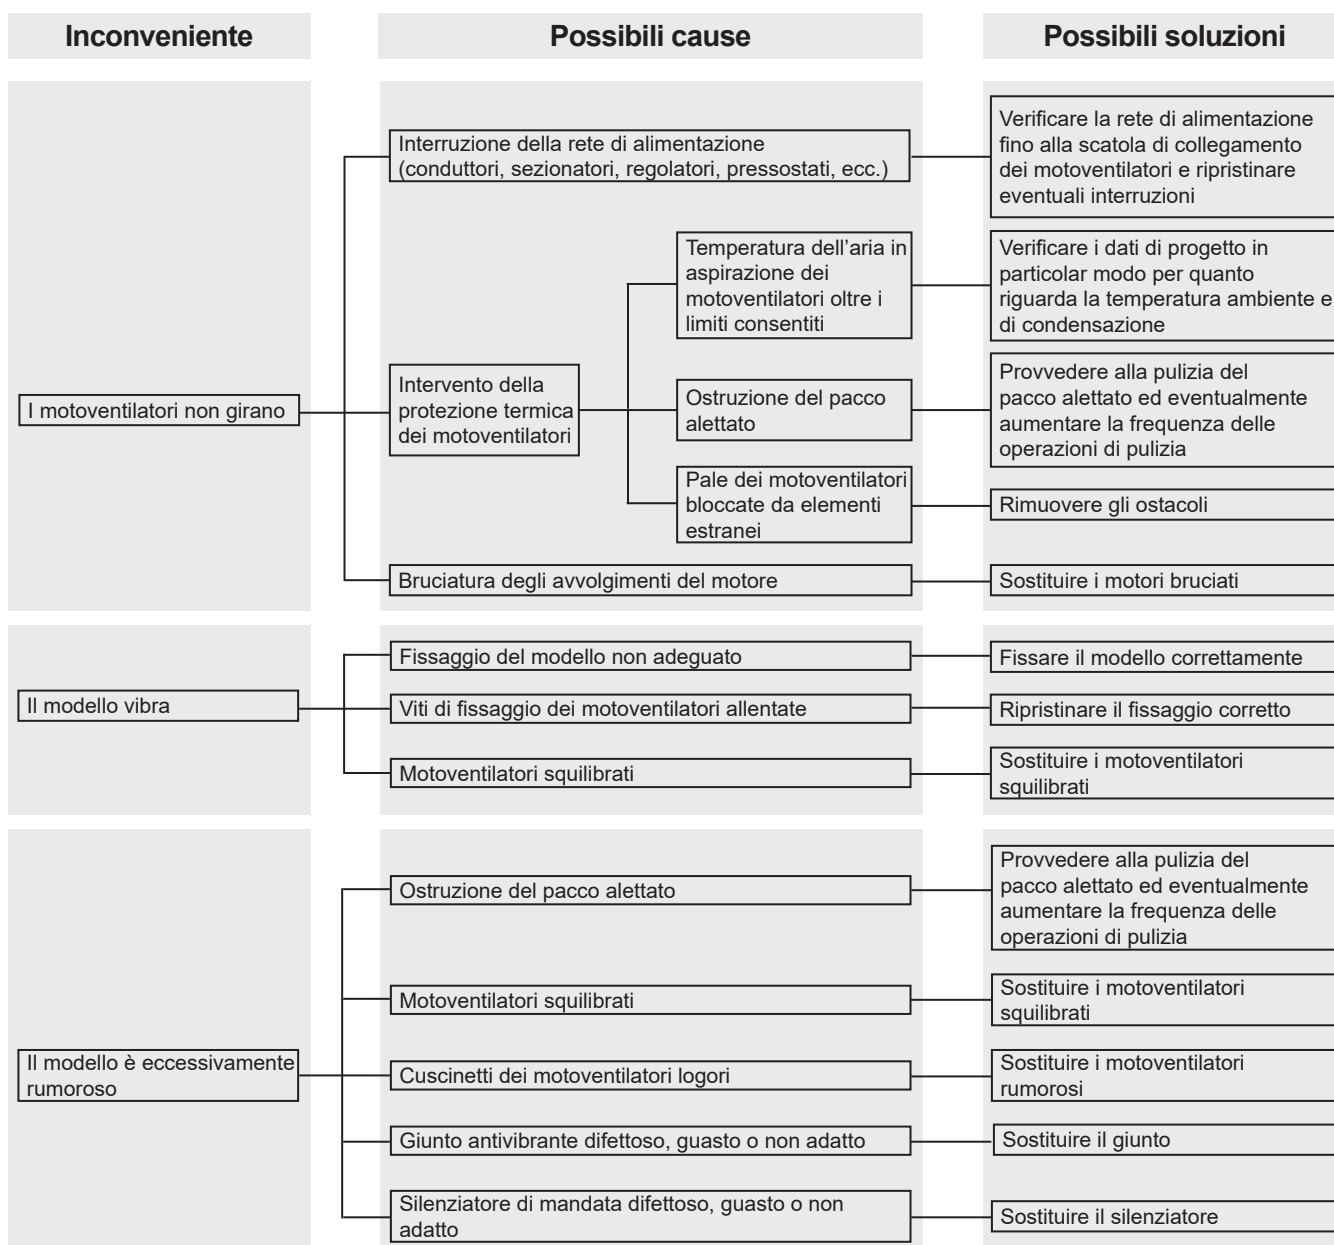 Inconveniente
Possibili cause
Possibili soluzioni
I motoventilatori non girano
Interruzione della rete di alimentazione
(conduttori, sezionatori, regolatori, pressostati, ecc.)
Verificare la rete di alimentazione
fino alla scatola di collegamento
dei motoventilatori e ripristinare
eventuali interruzioni
Intervento della
protezione termica
dei motoventilatori
Temperatura dell’aria in
aspirazione dei
motoventilatori oltre i
limiti consentiti
Verificare i dati di progetto in
particolar modo per quanto
riguarda la temperatura ambiente e
di condensazione
Ostruzione del pacco
alettato
Provvedere alla pulizia del
pacco alettato ed eventualmente
aumentare la frequenza delle
operazioni di pulizia
Pale dei motoventilatori
bloccate da elementi
estranei
Rimuovere gli ostacoli
Bruciatura degli avvolgimenti del motore
Sostituire i motori bruciati
Il modello vibra
Fissaggio del modello non adeguato
Fissare il modello correttamente
Viti di fissaggio dei motoventilatori allentate
Ripristinare il fissaggio corretto
Motoventilatori squilibrati
Sostituire i motoventilatori
squilibrati
Il modello è eccessivamente
rumoroso
Ostruzione del pacco alettato
Provvedere alla pulizia del
pacco alettato ed eventualmente
aumentare la frequenza delle
operazioni di pulizia
Motoventilatori squilibrati
Sostituire i motoventilatori
squilibrati
Cuscinetti dei motoventilatori logori
Sostituire i motoventilatori
rumorosi
Giunto antivibrante difettoso, guasto o non adatto
Sostituire il giunto
Silenziatore di mandata difettoso, guasto o non
adatto
Sostituire il silenziatore